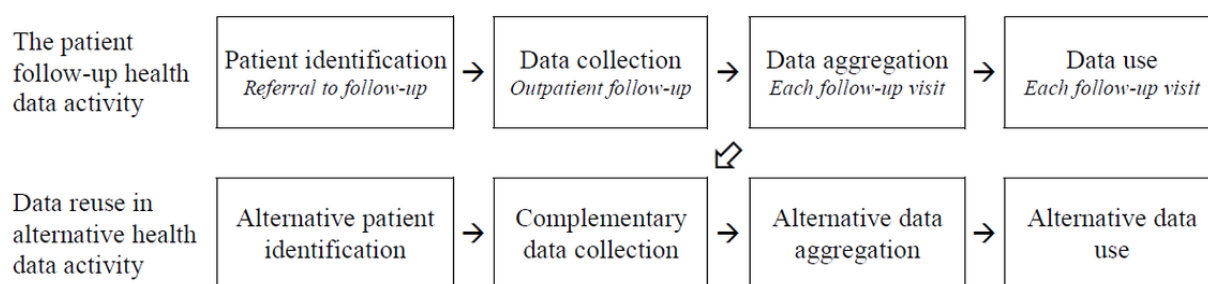 The patient
follow-up health
data activity
Patient identification
Referral to follow-up
→
Data collection
Outpatient follow-up
→
Data aggregation
Each follow-up visit
→
Data use
Each follow-up visit
Data reuse in
alternative health
data activity
Alternative patient
identification
→
Complementary
data collection
→
Alternative data
aggregation
→
Alternative data
use